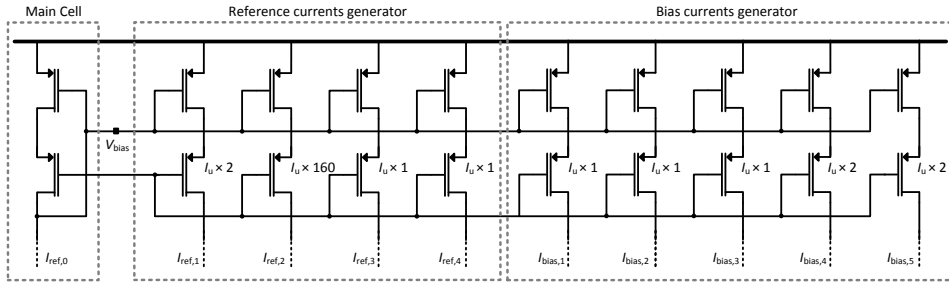 Main Cell
Reference currents generator
Bias currents generator
V_bias
I_u × 2
I_u × 160
I_u × 1
I_u × 1
I_u × 1
I_u × 1
I_u × 1
I_u × 2
I_u × 2
I_ref,0
I_ref,1
I_ref,2
I_ref,3
I_ref,4
I_bias,1
I_bias,2
I_bias,3
I_bias,4
I_bias,5